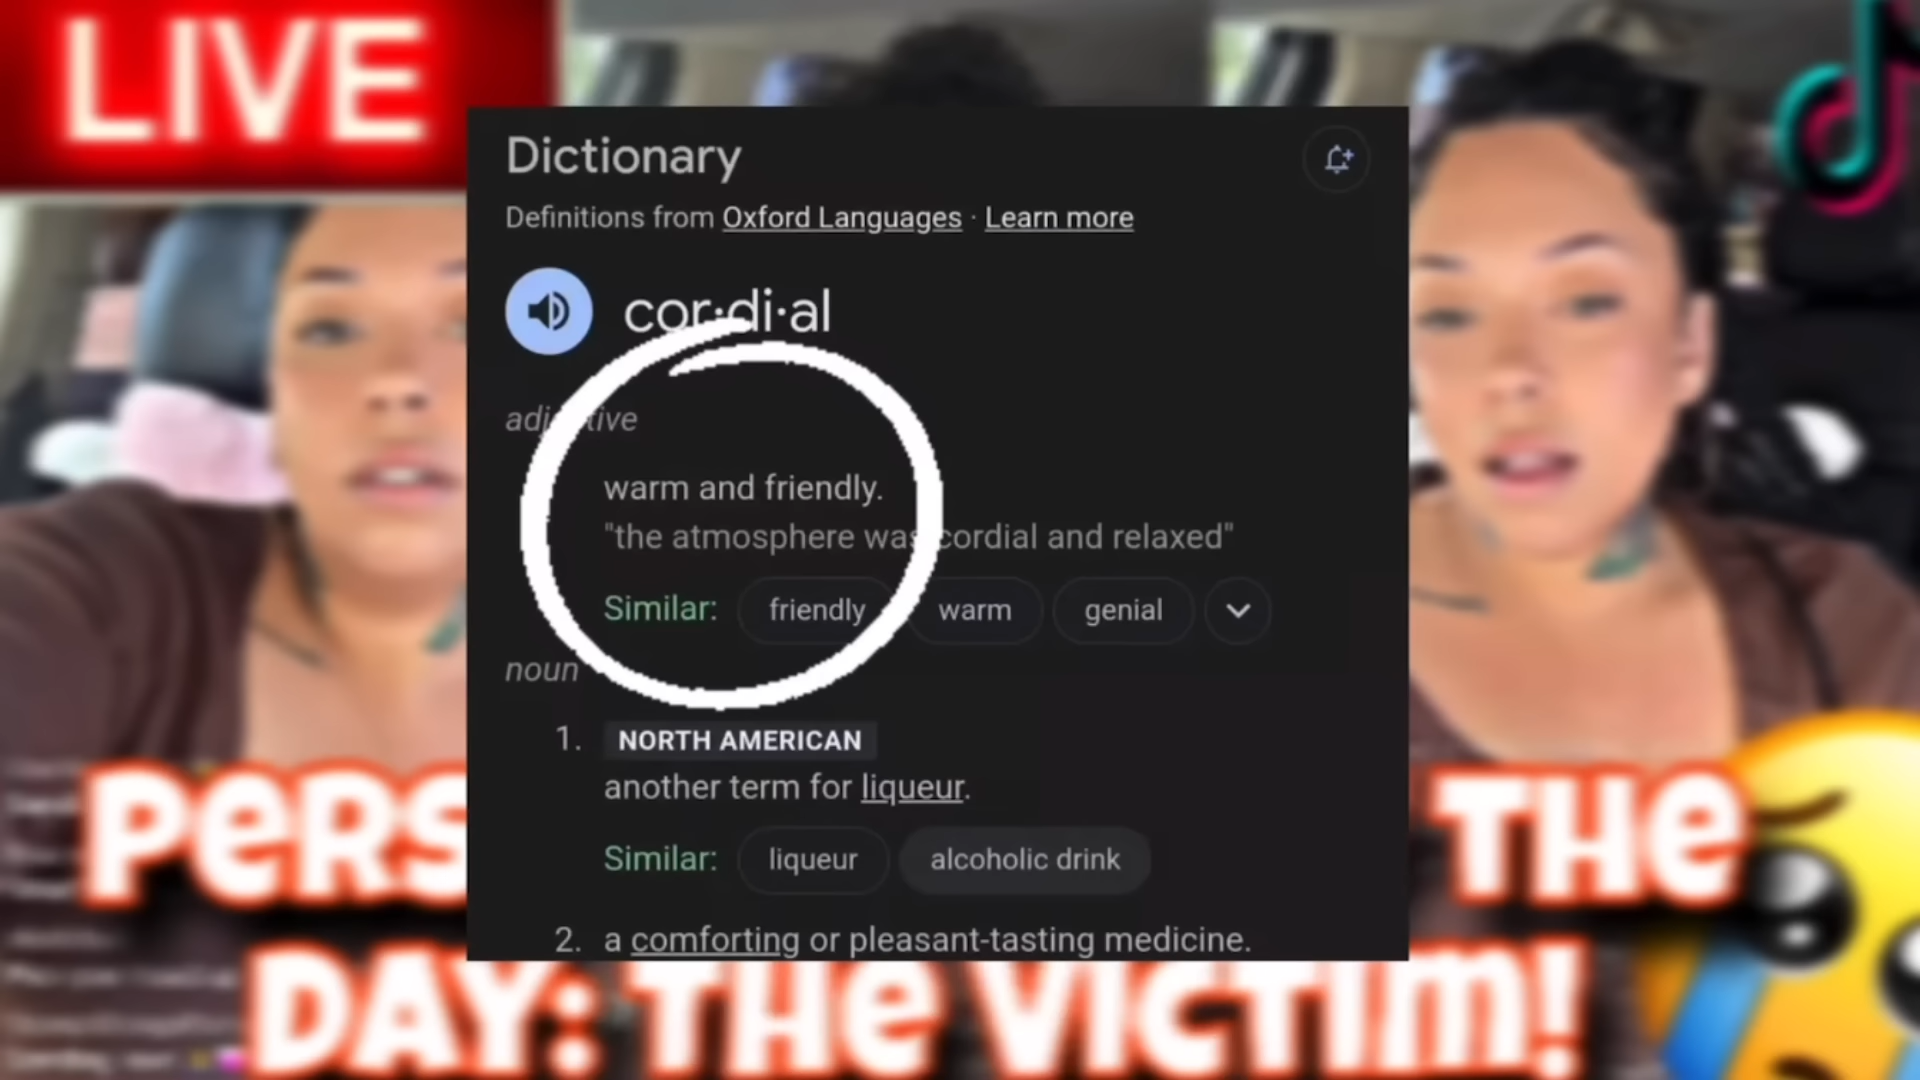 LIVE
Dictionary
Definitions from Oxford Languages · Learn more
cor·di·al
warm and friendly.
"the atmosphere was cordial and relaxed"
Similar: friendly warm genial
noun
1. NORTH AMERICAN
another term for liqueur.
Similar: liqueur alcoholic drink
2. a comforting or pleasant-tasting medicine.
THE
DAY: THE VICTIM!